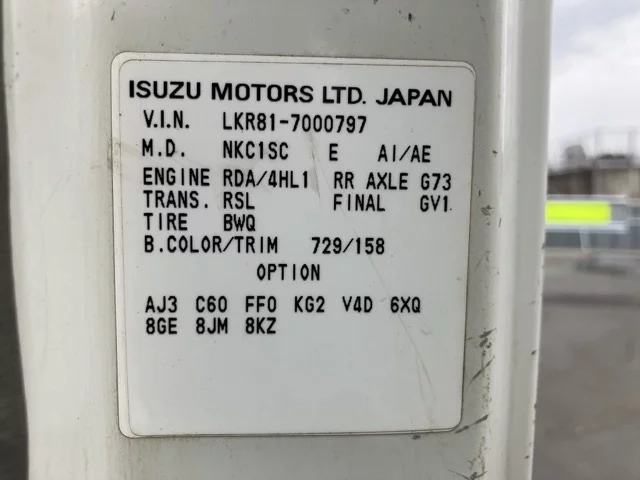 ISUZU MOTORS LTD. JAPAN
V.I.N. LKR81-7000797
M.D. NKC1SC E AI/AE
ENGINE RDA/4HL1 RR AXLE G73
TRANS. RSL FINAL GV1
TIRE BWQ
B.COLOR/TRIM 729/158
OPTION
AJ3 C60 FF0 KG2 V4D 6XQ
8GE 8JM 8KZ